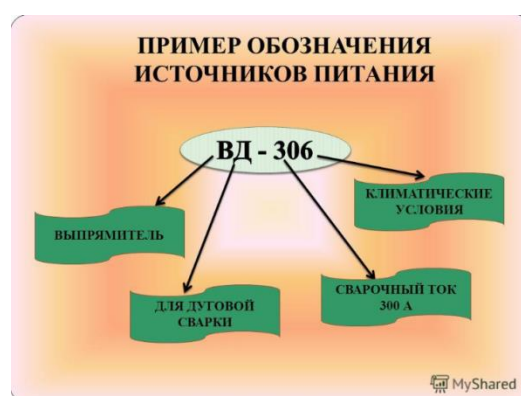 ПРИМЕР ОБОЗНАЧЕНИЯ
ИСТОЧНИКОВ ПИТАНИЯ
ВД - 306
КЛИМАТИЧЕСКИЕ
УСЛОВИЯ
ВЫПРЯМИТЕЛЬ
СВАРОЧНЫЙ ТОК
300 А
ДЛЯ ДУГОВОЙ
СВАРКИ
MyShared